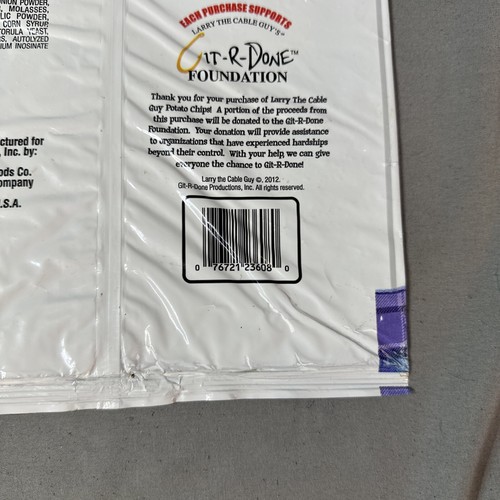 ONION POWDER,
MOLASSES,
LIC POWDER,
CORN SYRUP
TORULA YEAST,
AUTOLYZED
IUM INOSINATE
ctured for
, Inc. by:
ods Co.
ompany
.S.A.
EACH PURCHASE SUPPORTS
LARRY THE CABLE GUY'S®
GIT-R-DONE™
FOUNDATION
Thank you for your purchase of Larry The Cable
Guy Potato Chips! A portion of the proceeds from
this purchase will be donated to the Git-R-Done
Foundation. Your donation will provide assistance
to organizations that have experienced hardships
beyond their control. With your help we can give
everyone the chance to Git-R-Done!
Larry the Cable Guy ©, 2012.
Git-R-Done Productions, Inc. All rights reserved.
0 76721 23608 0